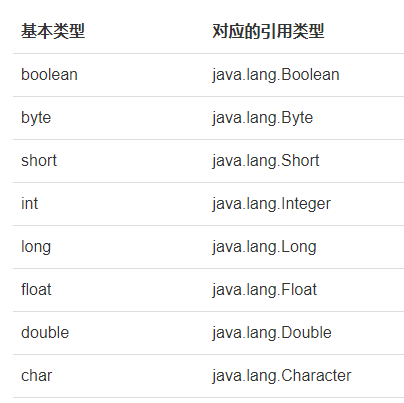 基本类型 对应的引用类型
boolean java.lang.Boolean
byte java.lang.Byte
short java.lang.Short
int java.lang.Integer
long java.lang.Long
float java.lang.Float
double java.lang.Double
char java.lang.Character